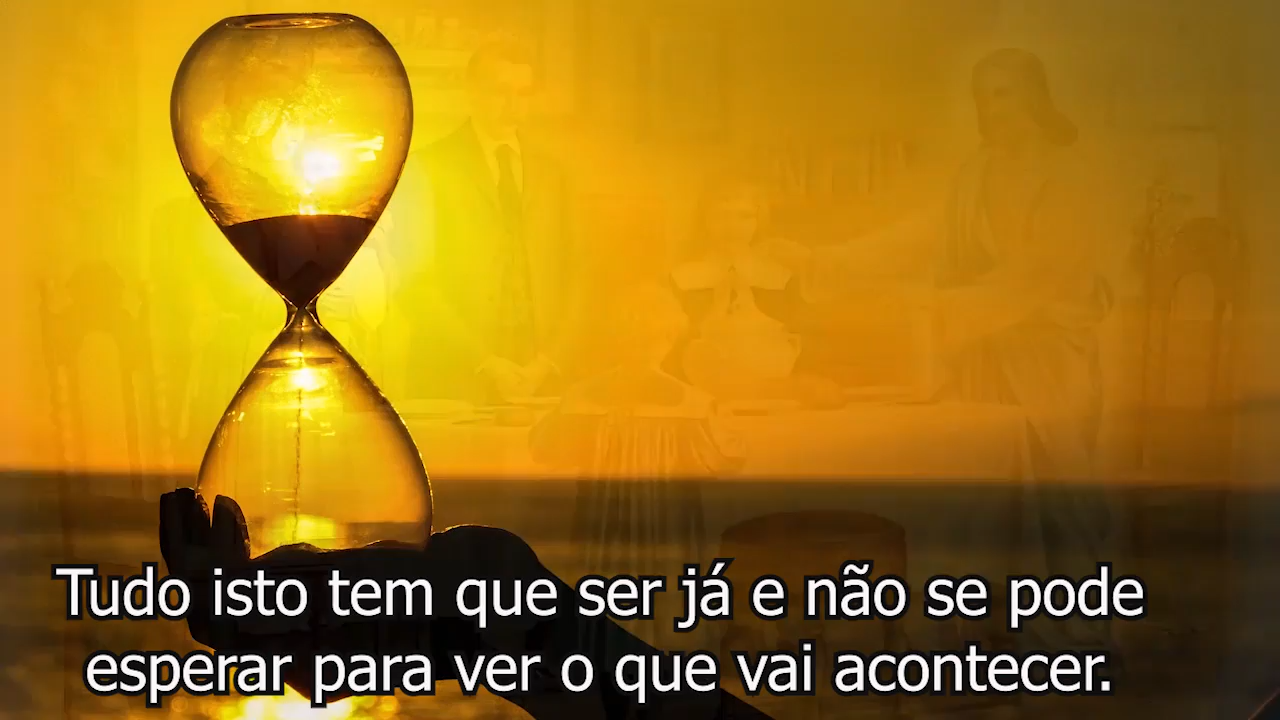 Tudo isto tem que ser já e não se pode
esperar para ver o que vai acontecer.